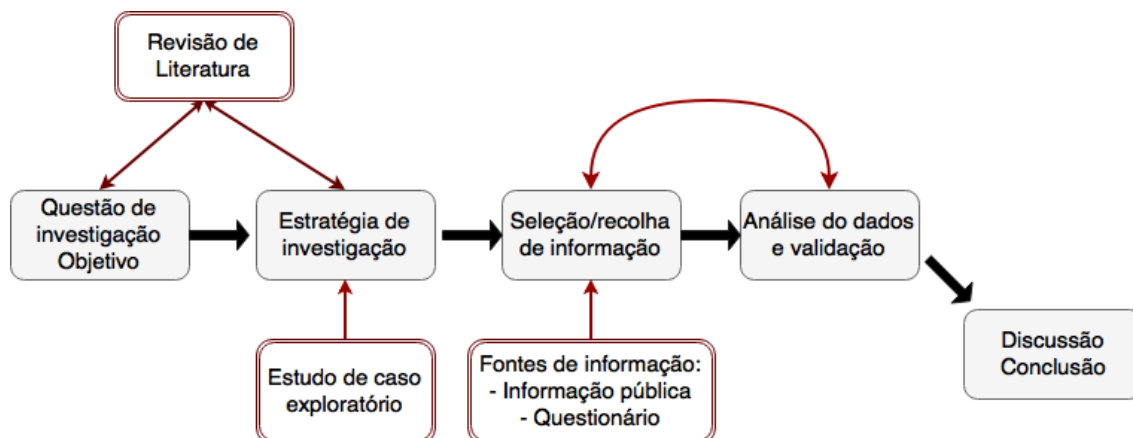 Revisão de
Literatura
Questão de
investigação
Objetivo
Estratégia de
investigação
Seleção/recolha
de informação
Análise do dados
e validação
Estudo de caso
exploratório
Fontes de informação:
- Informação pública
- Questionário
Discussão
Conclusão